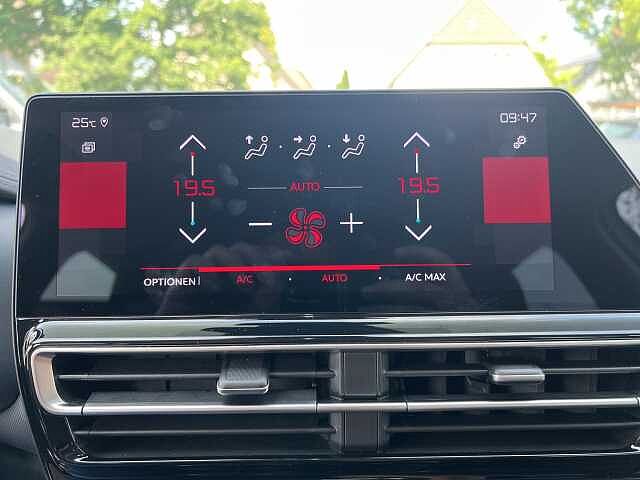 25°C
09:47
19.5
19.5
AUTO
OPTIONEN
A/C
AUTO
A/C MAX